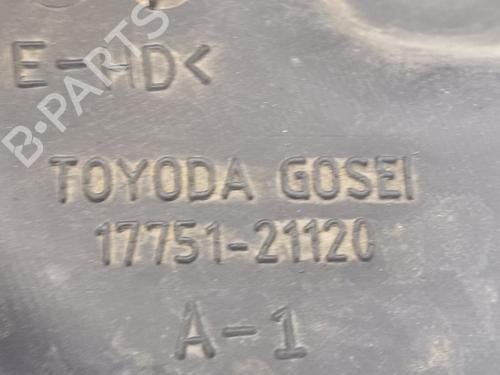 E-HD<
TOYODA GOSEI
17751-21120
A-1
B-PARTS